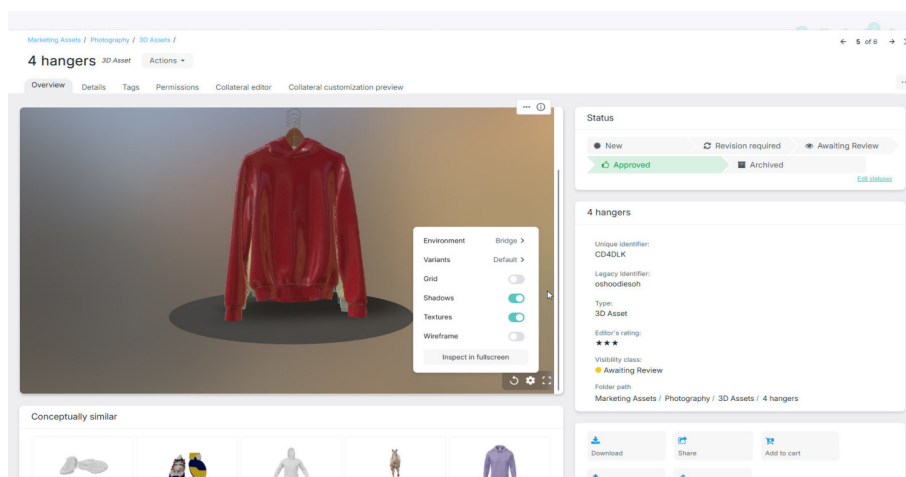 Marketing Assets / Photography / 3D Assets /
5 of 6
4 hangers 3D Asset Actions
Overview Details Tags Permissions Collateral editor Collateral customization preview
Environment Bridge
Variants Default
Grid
Shadows
Textures
Wireframe
Inspect in fullscreen
Conceptually similar
Status
New Revision required Awaiting Review
Approved Archived
Edit statuses
4 hangers
Unique identifier:
CD4DLK
Legacy Identifier:
oshoodiesoh
Type:
3D Asset
Editor's rating:
★★★
Visibility class:
Awaiting Review
Folder path
Marketing Assets / Photography / 3D Assets / 4 hangers
Download Share Add to cart